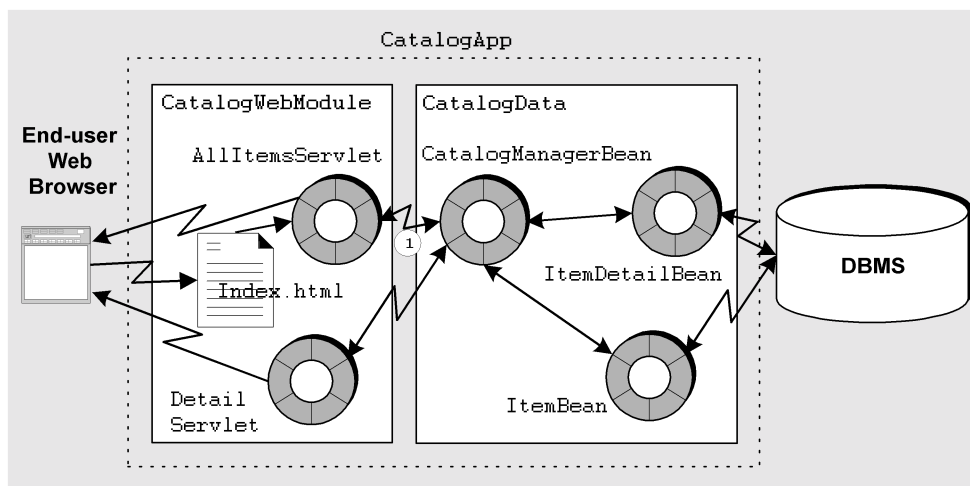 CatalogApp
CatalogWebModule
CatalogData
End-user
Web
Browser
AllItemsServlet
CatalogManagerBean
1
Index.html
ItemDetailBean
DBMS
Detail
Servlet
ItemBean